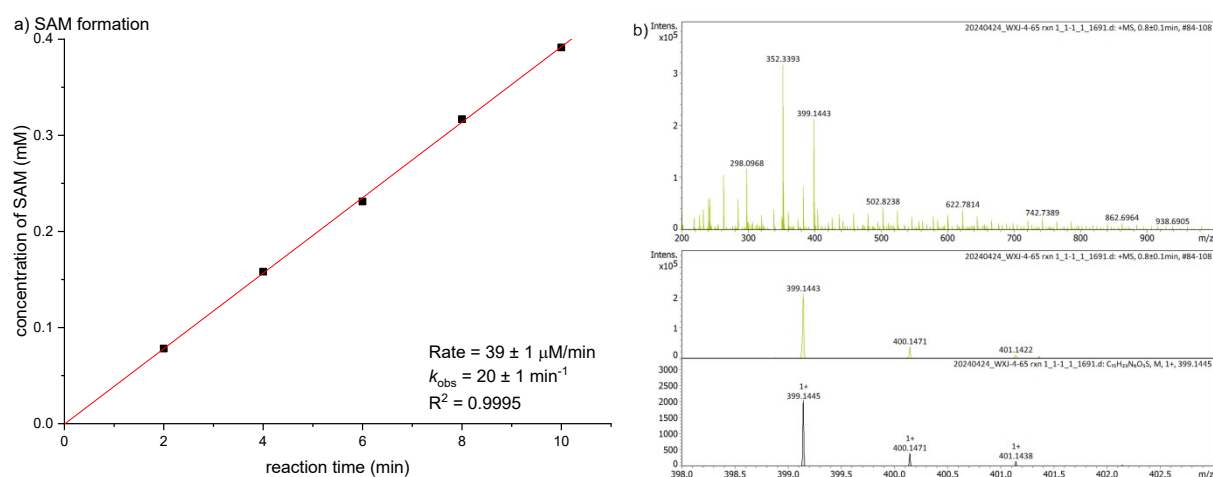 a) SAM formation
concentration of SAM (mM)
0.4
0.3
0.2
0.1
0.0
0 2 4 6 8 10
reaction time (min)
Rate = 39 ± 1 μM/min
k_obs = 20 ± 1 min⁻¹
R² = 0.9995
b)
Intens.
x10⁵
20240424_WXJ-4-65 rxn 1_1-1_1_1691.d: +MS, 0.8±0.1min, #84-108
3
2
1
0
352.3393
399.1443
298.0968
502.8238
622.7814
742.7389
862.6964
938.6905
200 300 400 500 600 700 800 900 m/z
Intens.
x10⁵
20240424_WXJ-4-65 rxn 1_1-1_1_1691.d: +MS, 0.8±0.1min, #84-108
2
1
0
399.1443
400.1471
401.1422
20240424_WXJ-4-65 rxn 1_1-1_1_1691.d: C₁₅H₂₃N₆O₅S, M, 1+, 399.1445
3000
2500
2000
1500
1000
500
0
1+
399.1445
1+
400.1471
1+
401.1438
398.0 398.5 399.0 399.5 400.0 400.5 401.0 401.5 402.0 402.5 m/z